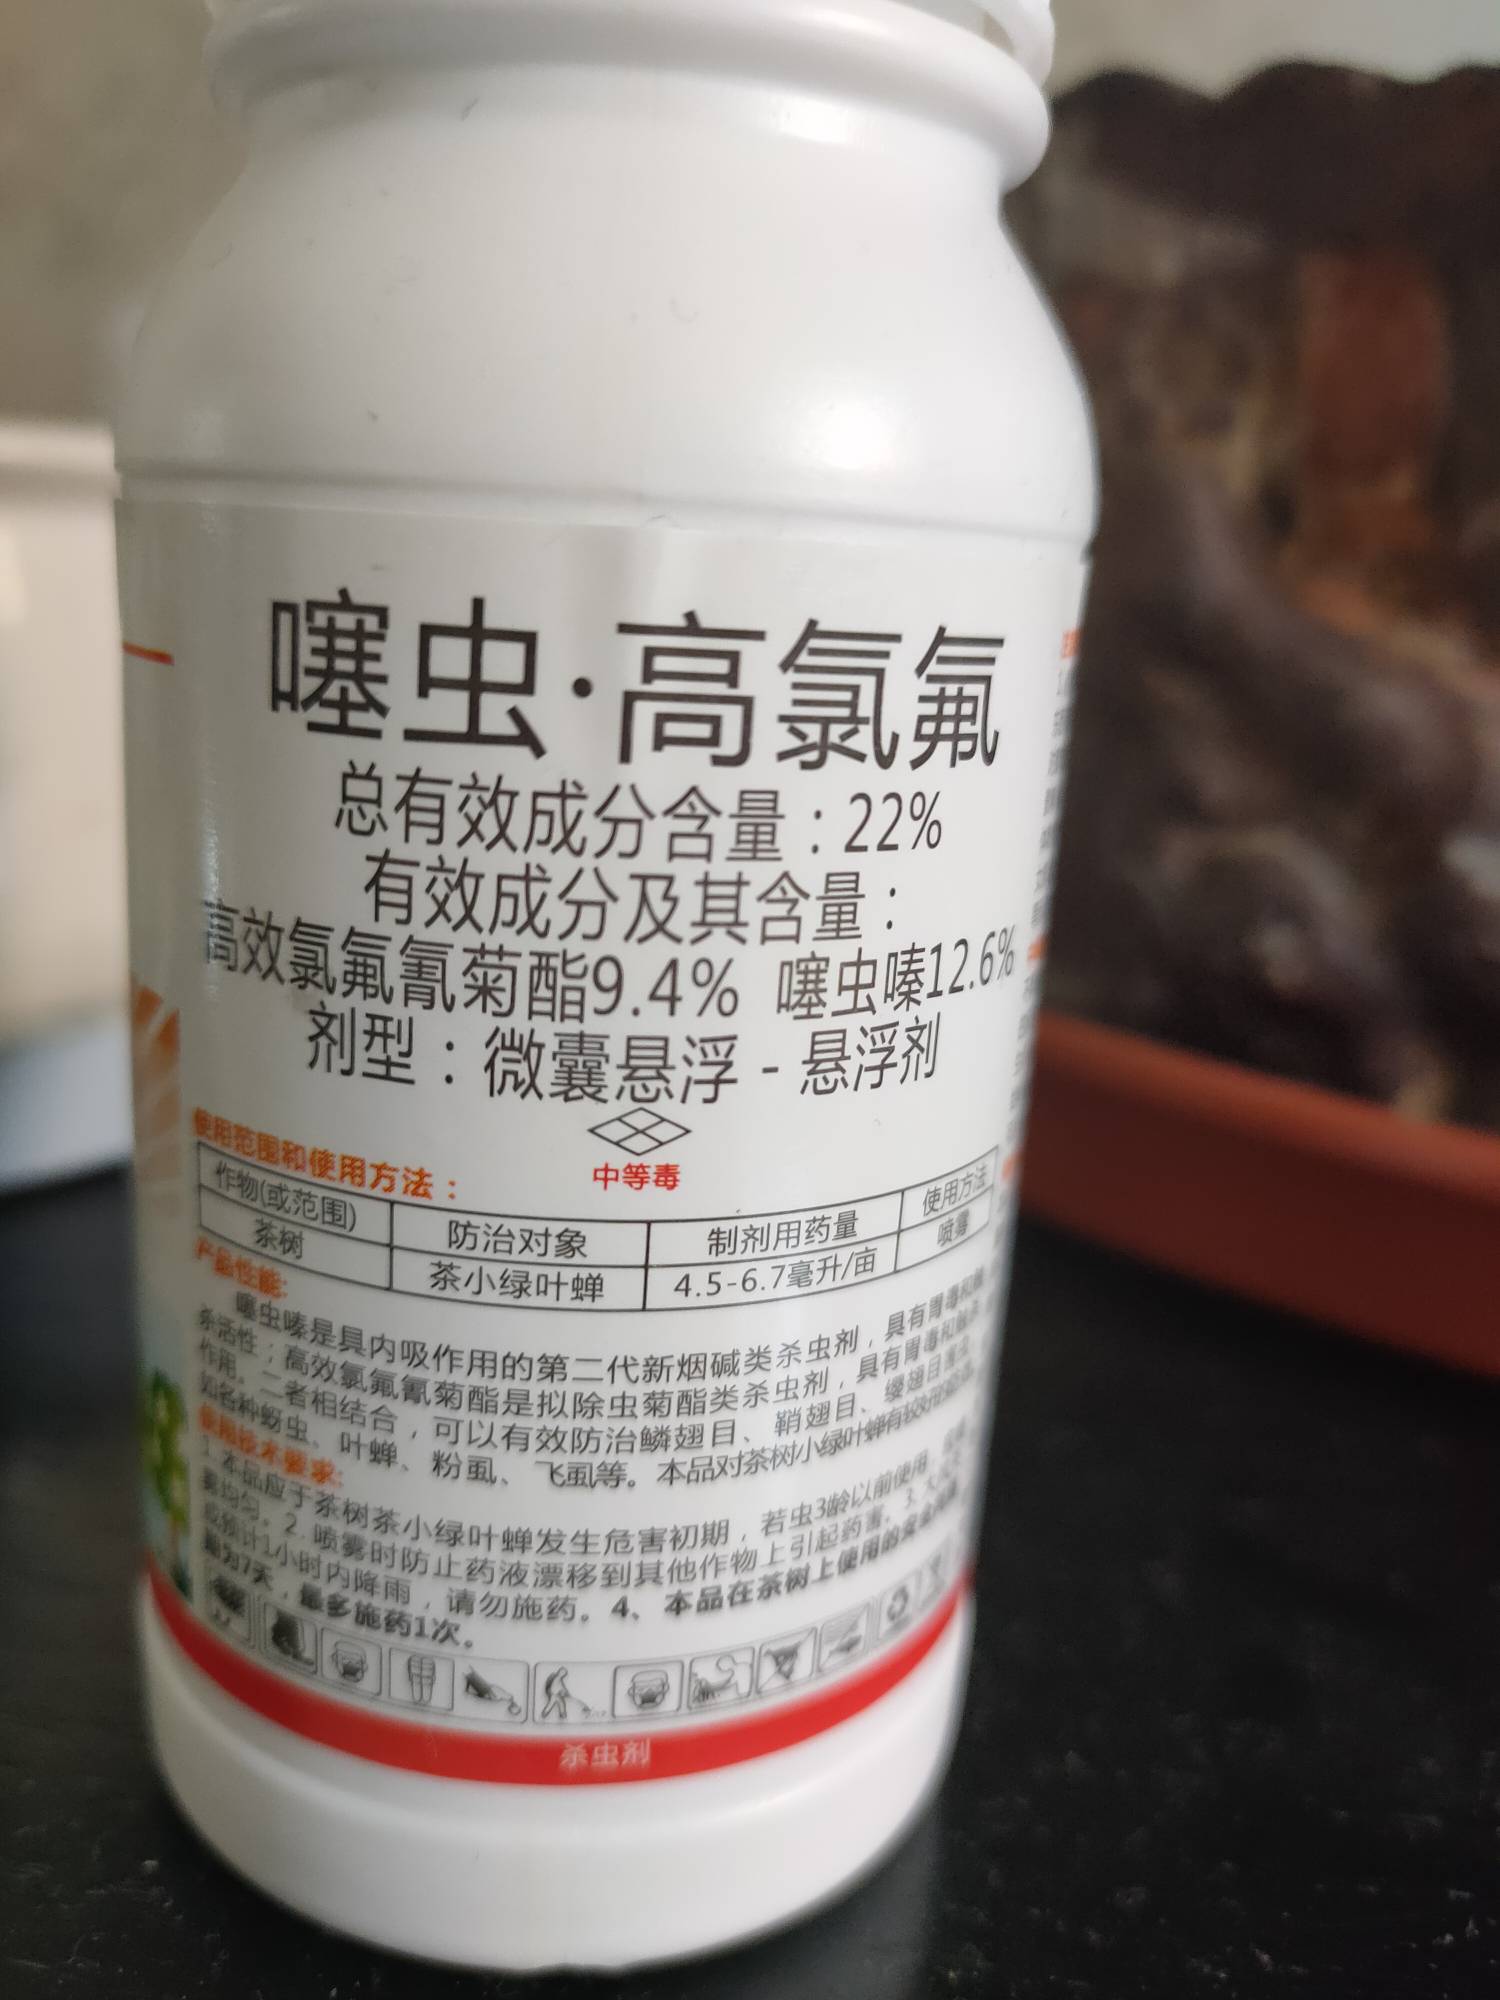 噻虫·高氯氟
总有效成分含量：22%
有效成分及其含量：
高效氯氟氰菊酯9.4% 噻虫嗪12.6%
剂型：微囊悬浮-悬浮剂
中等毒
使用范围和使用方法：
作物(或范围) 防治对象 制剂用药量 使用方法
茶树 茶小绿叶蝉 4.5-6.7毫升/亩 喷雾
产品性能:
噻虫嗪是具内吸作用的第二代新烟碱类杀虫剂，具有胃毒和触
杀活性；高效氯氟氰菊酯是拟除虫菊酯类杀虫剂，具有胃毒和触杀
作用。二者相结合，可以有效防治鳞翅目、鞘翅目、缨翅目害虫，
如各种蚜虫、叶蝉、粉虱、飞虱等。本品对茶树小绿叶蝉有较好的防效。
使用技术要求:
1.本品应于茶树茶小绿叶蝉发生危害初期，若虫3龄以前使用，
雾均匀。2.喷雾时防止药液漂移到其他作物上引起药害。3.大风天
或预计1小时内降雨，请勿施药。4、本品在茶树上使用的安全间隔
期为7天，最多施药1次。
杀虫剂